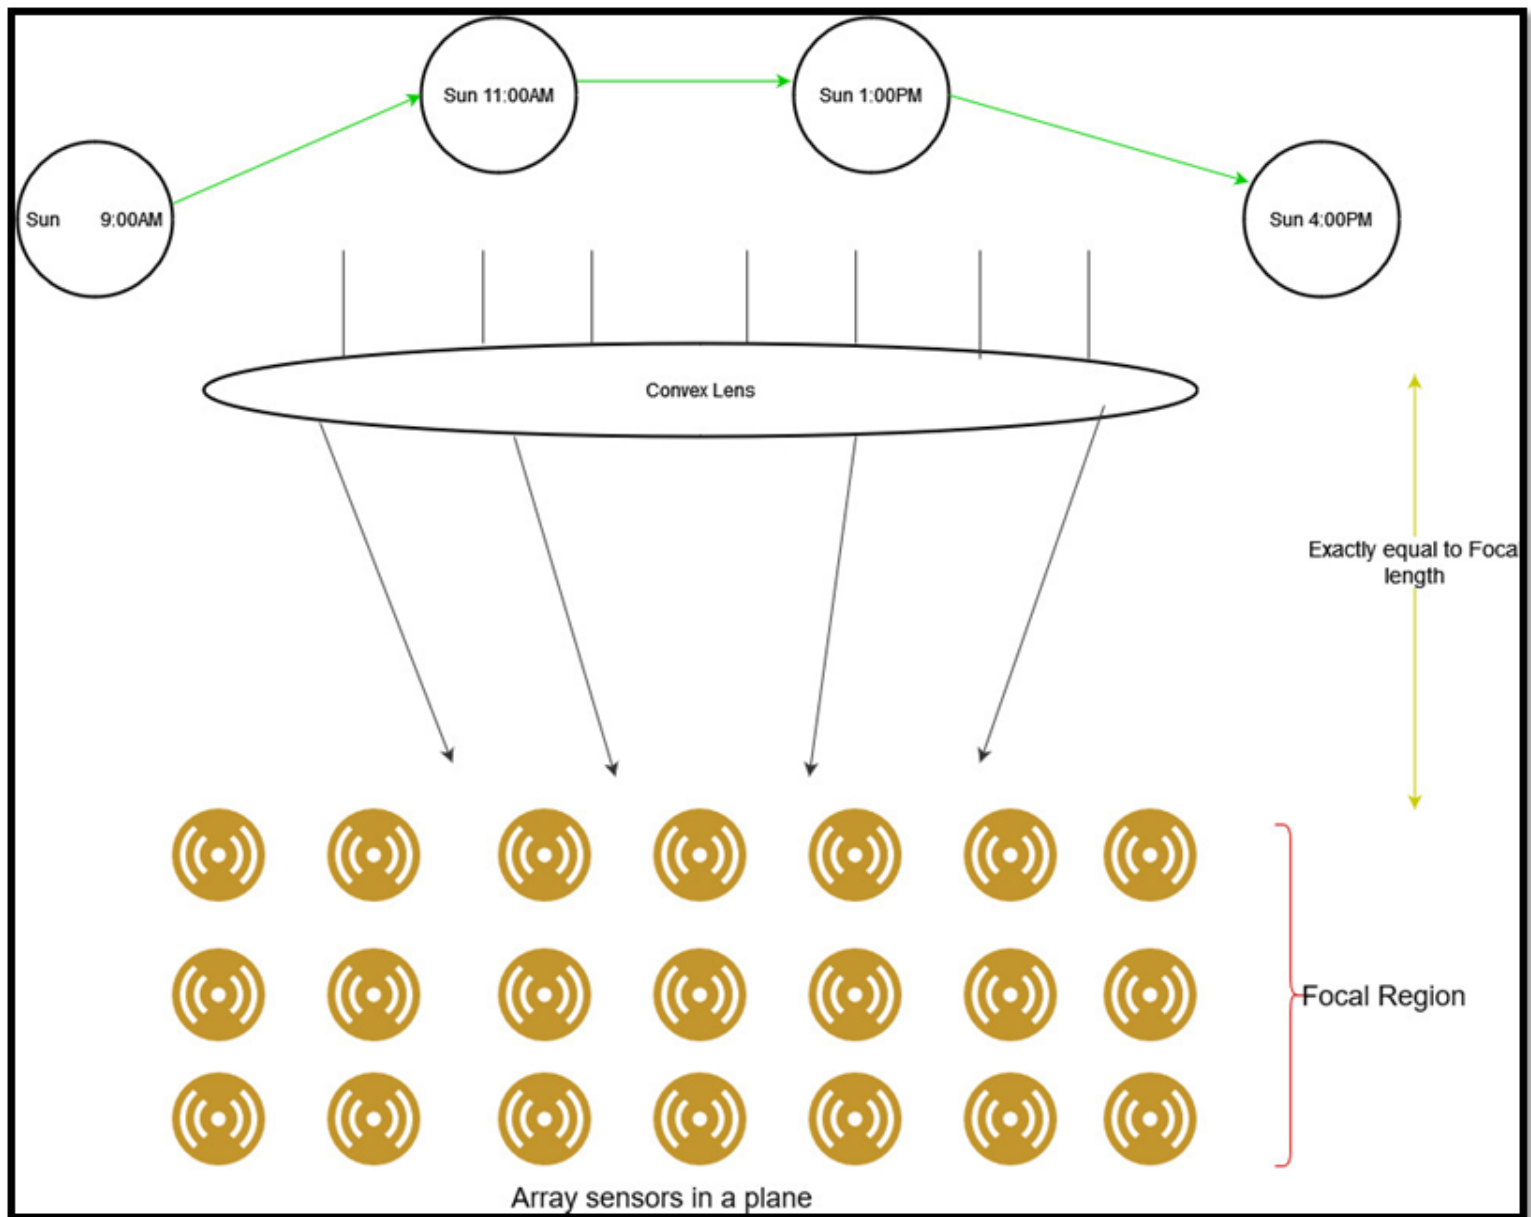 Sun 11:00AM
Sun 1:00PM
Sun 9:00AM
Sun 4:00PM
Convex Lens
Exactly equal to Foca
length
Focal Region
Array sensors in a plane